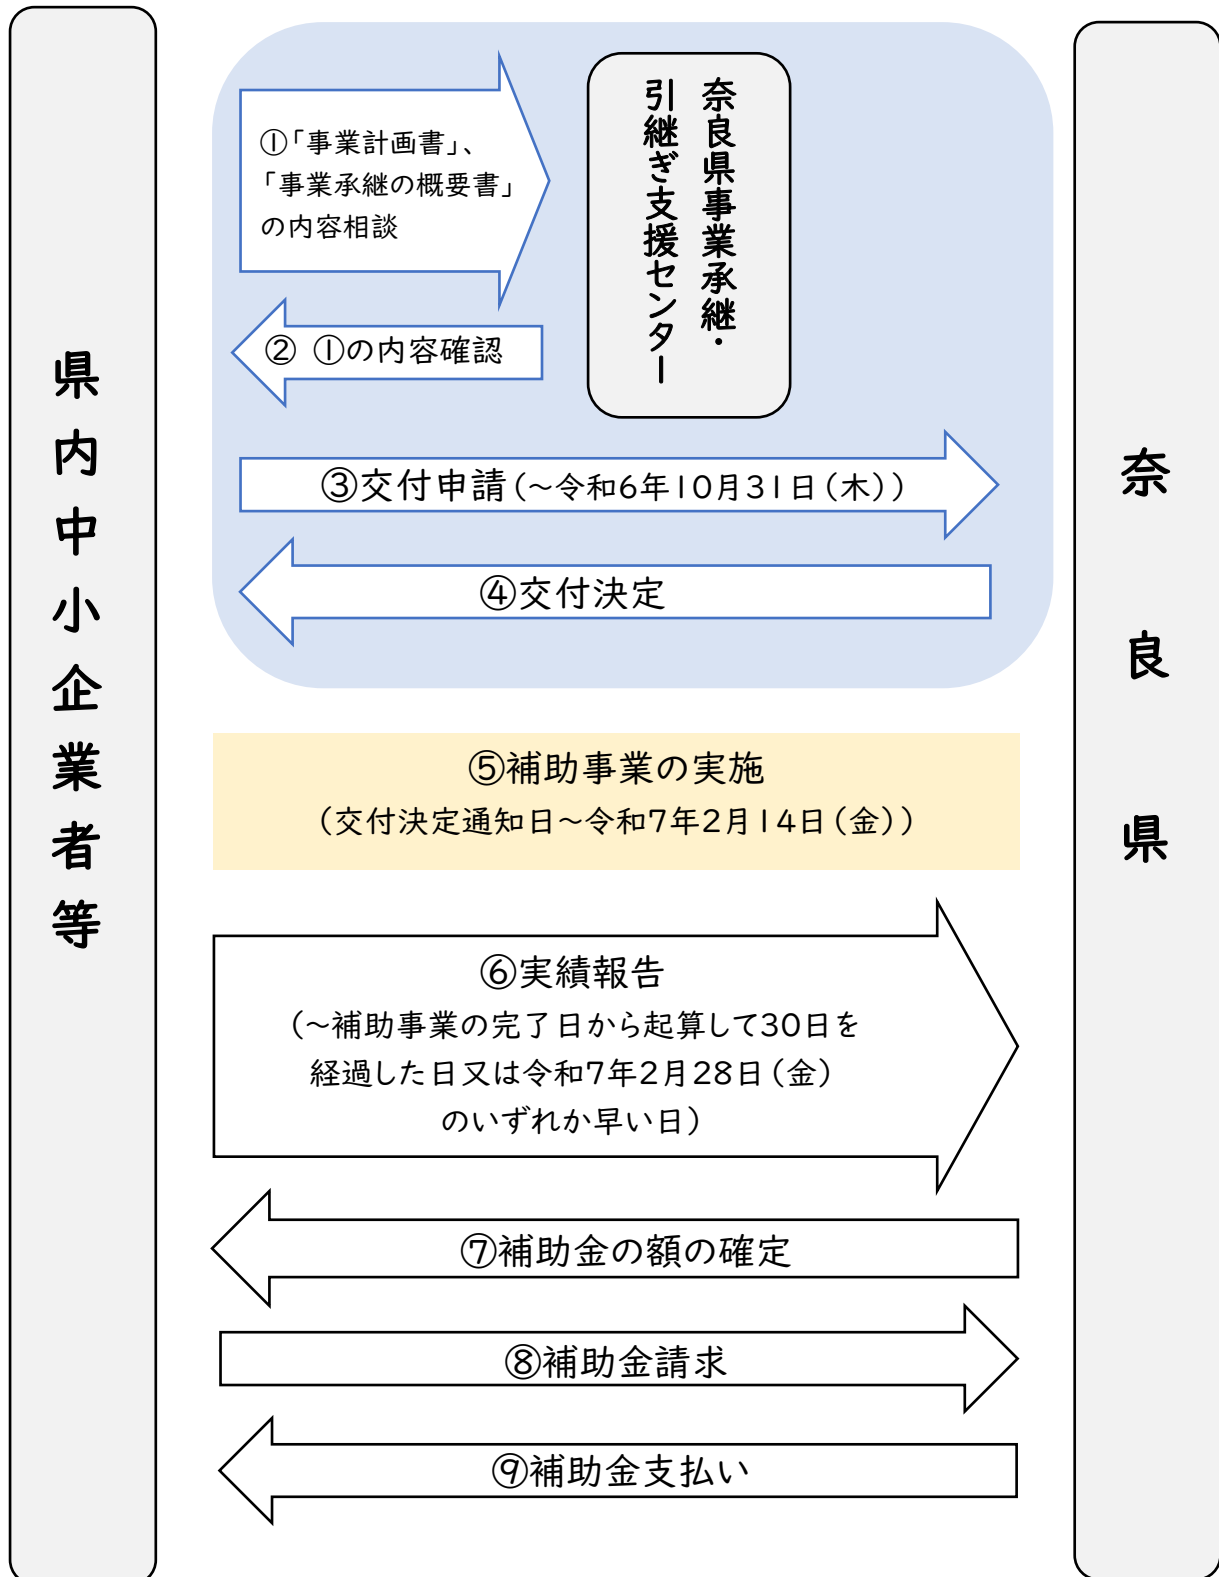 県内中小企業者等
①「事業計画書」、
「事業承継の概要書」
の内容相談
奈良県事業承継・
引継ぎ支援センター
② ①の内容確認
③交付申請(~令和6年10月31日(木))
④交付決定
⑤補助事業の実施
(交付決定通知日~令和7年2月14日(金))
⑥実績報告
(~補助事業の完了日から起算して30日を
経過した日又は令和7年2月28日(金)
のいずれか早い日)
⑦補助金の額の確定
⑧補助金請求
⑨補助金支払い
奈良県